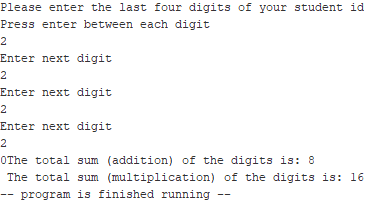 Please enter the last four digits of your student id
Press enter between each digit
2
Enter next digit
2
Enter next digit
2
Enter next digit
2
0The total sum (addition) of the digits is: 8
The total sum (multiplication) of the digits is: 16
-- program is finished running --